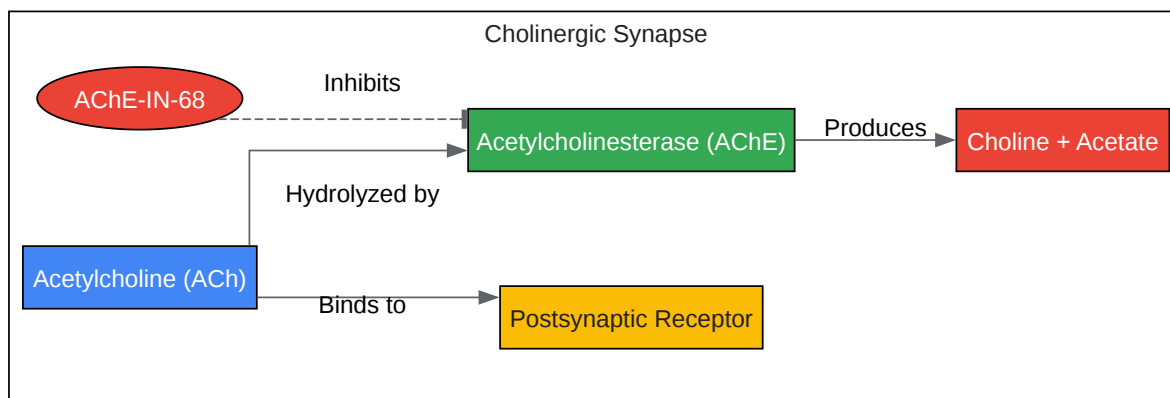 Cholinergic Synapse
AChE-IN-68
Inhibits
Acetylcholinesterase (AChE)
Produces
Choline + Acetate
Hydrolyzed by
Acetylcholine (ACh)
Binds to
Postsynaptic Receptor